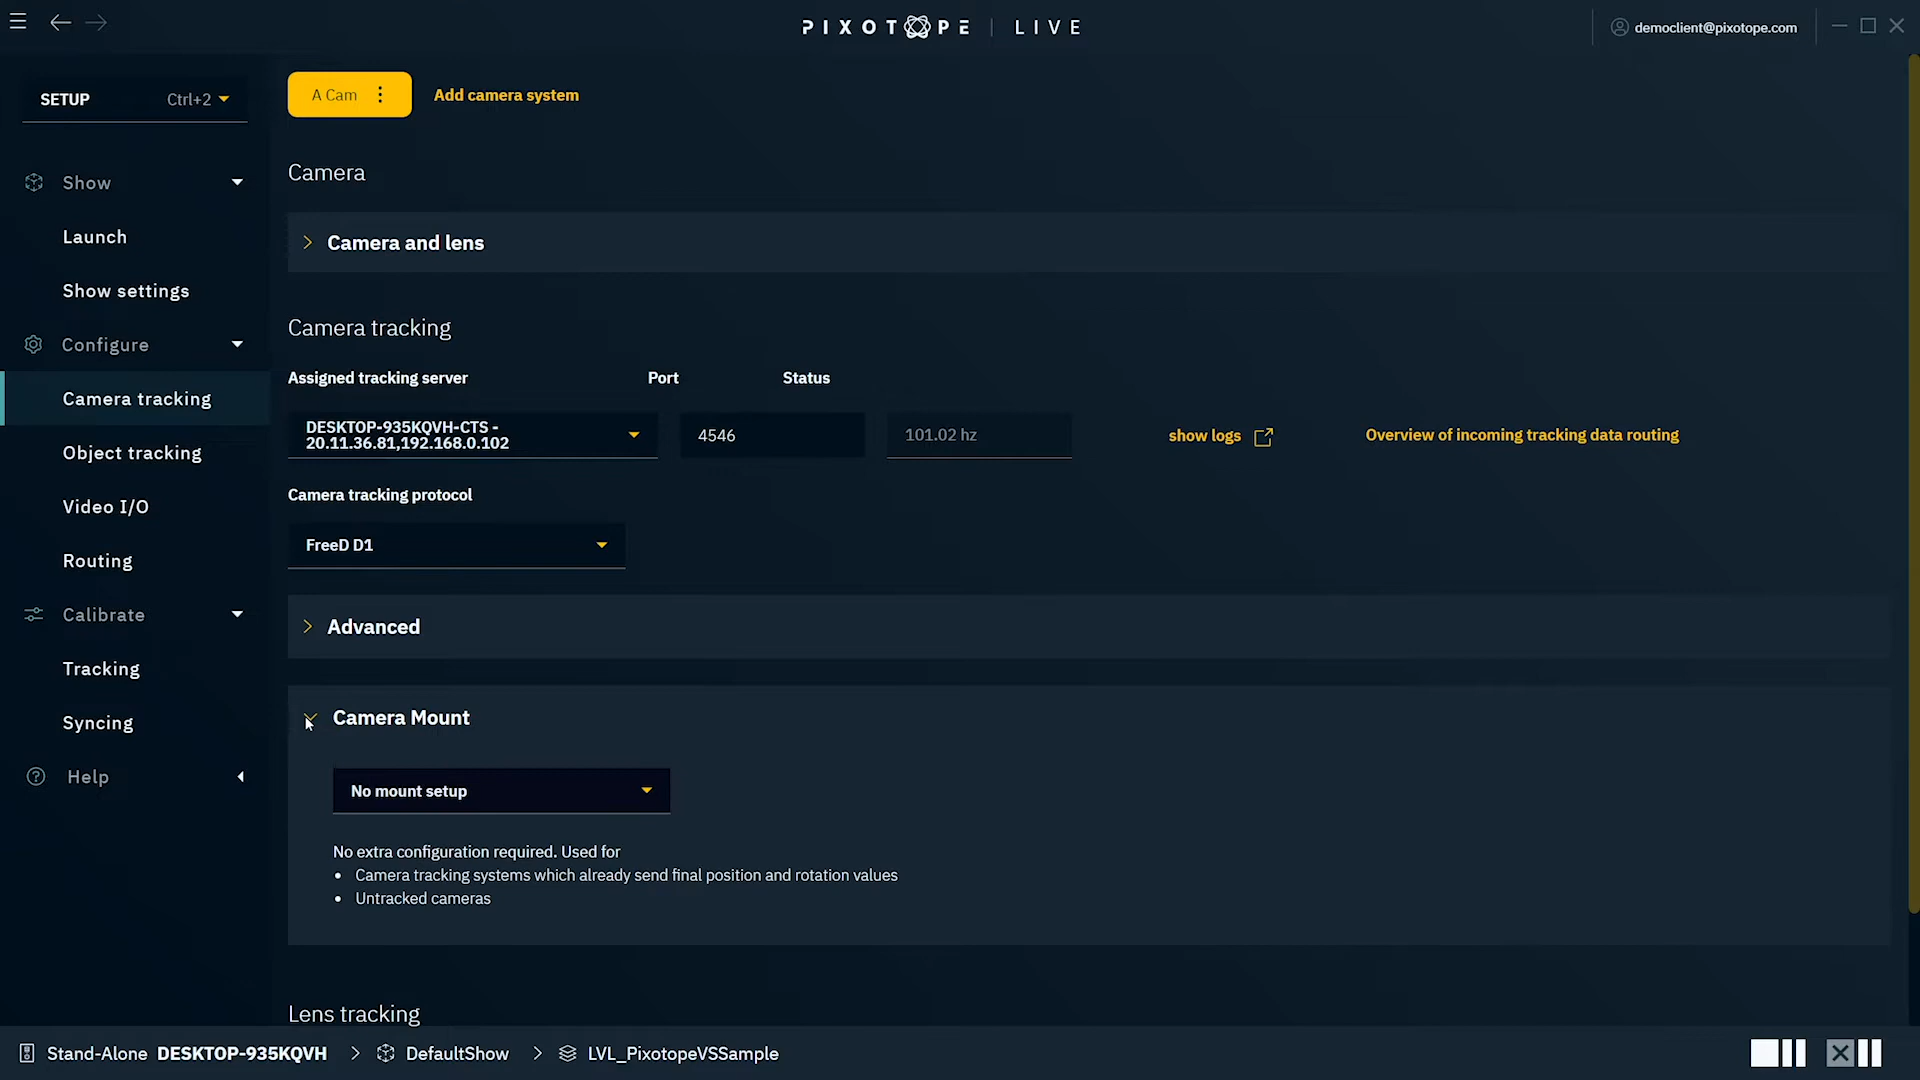 PIXOTOPE | LIVE
democlient@pixotope.com
SETUP Ctrl+2
Show
Launch
Show settings
Configure
Camera tracking
Object tracking
Video I/O
Routing
Calibrate
Tracking
Syncing
Help
A Cam
Add camera system
Camera
Camera and lens
Camera tracking
Assigned tracking server Port Status
DESKTOP-935KQVH-CTS -
20.11.36.81,192.168.0.102
4546
101.02 hz
show logs
Overview of incoming tracking data routing
Camera tracking protocol
FreeD D1
Advanced
Camera Mount
No mount setup
No extra configuration required. Used for
• Camera tracking systems which already send final position and rotation values
• Untracked cameras
Lens tracking
Stand-Alone DESKTOP-935KQVH > DefaultShow > LVL_PixotopeVSSample